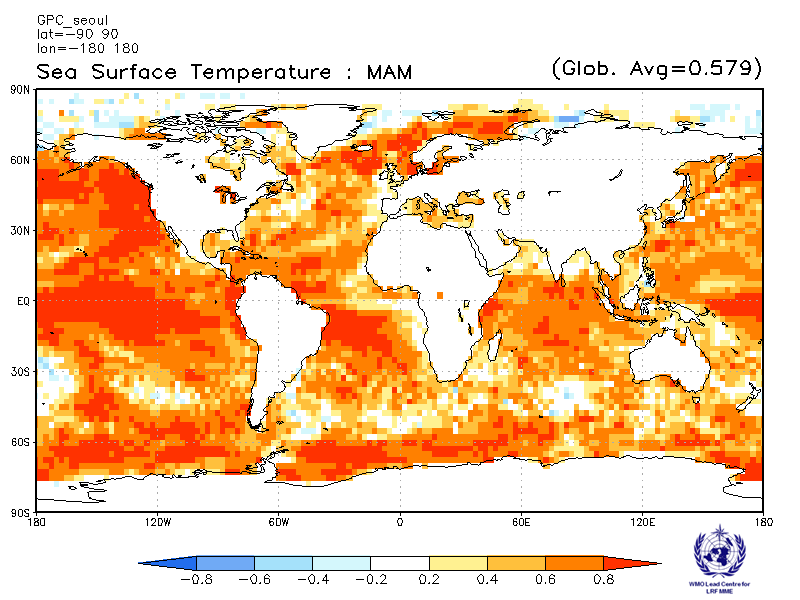 GPC_seoul
lat=-90 90
lon=-180 180
Sea Surface Temperature : MAM
(Glob. Avg=0.579)
90N
60N
30N
EQ
30S
60S
90S
180 120W 60W 0 60E 120E 180
-0.8 -0.6 -0.4 -0.2 0.2 0.4 0.6 0.8
WMO Lead Centre for
LRF MME